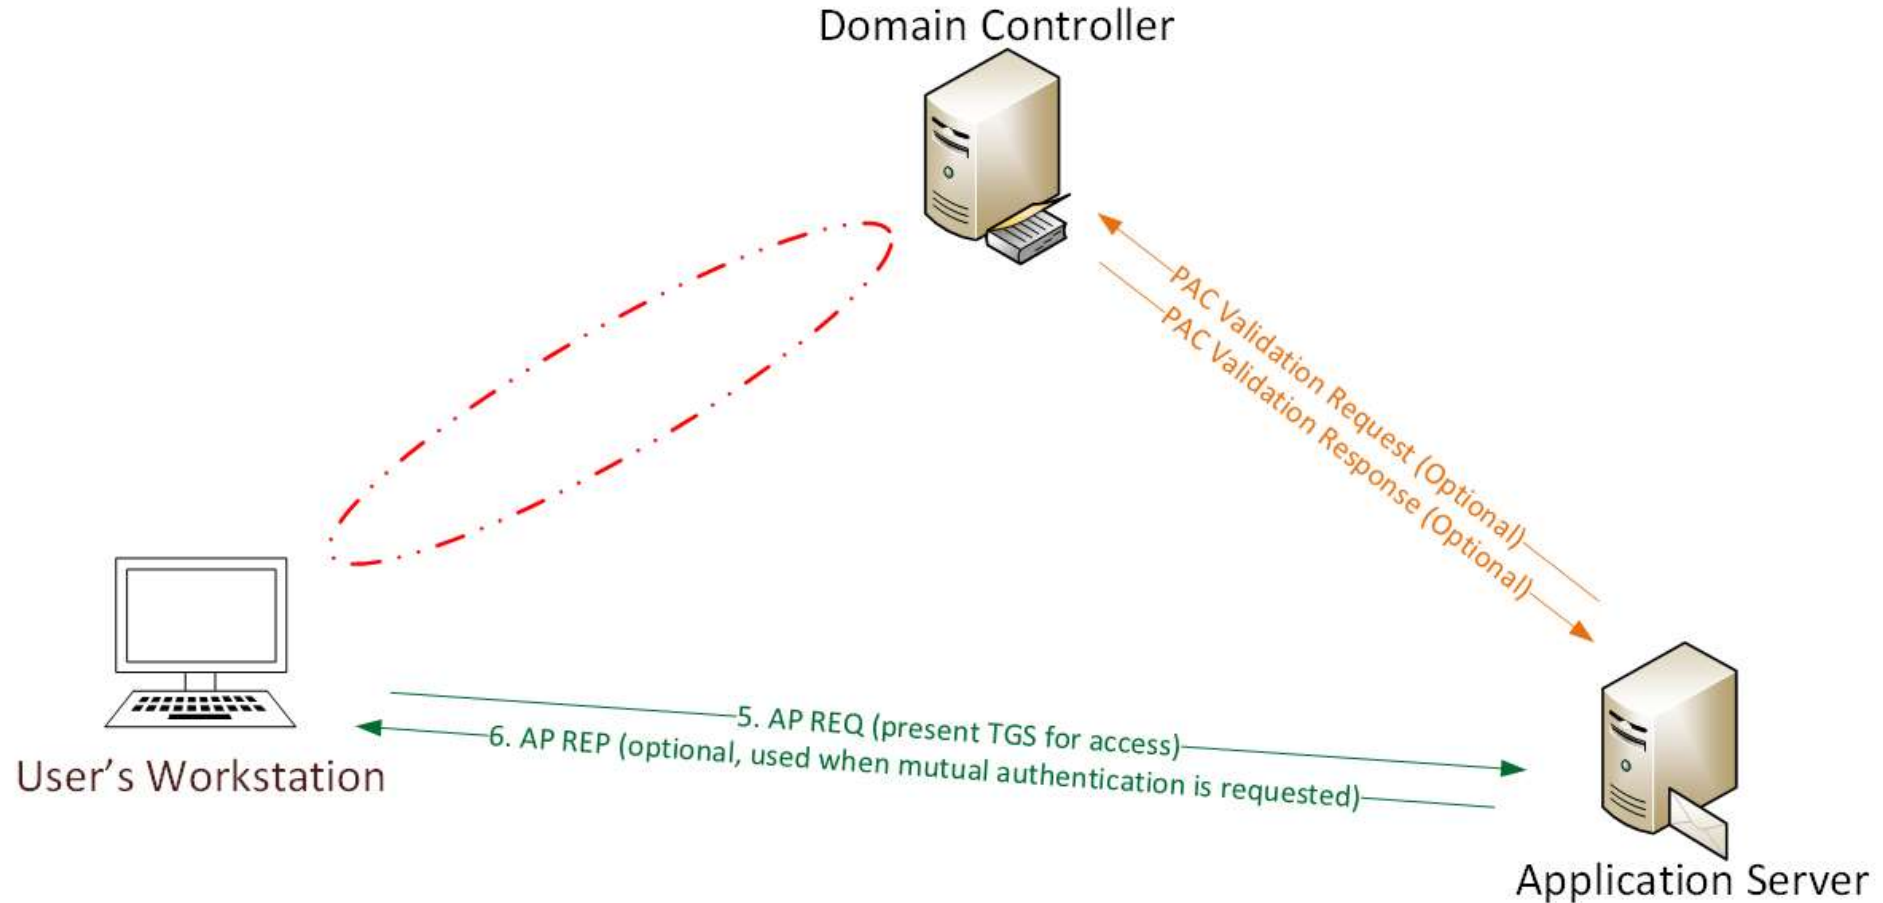 Domain Controller
PAC Validation Request (Optional)
PAC Validation Response (Optional)
5. AP REQ (present TGS for access)
6. AP REP (optional, used when mutual authentication is requested)
User’s Workstation
Application Server